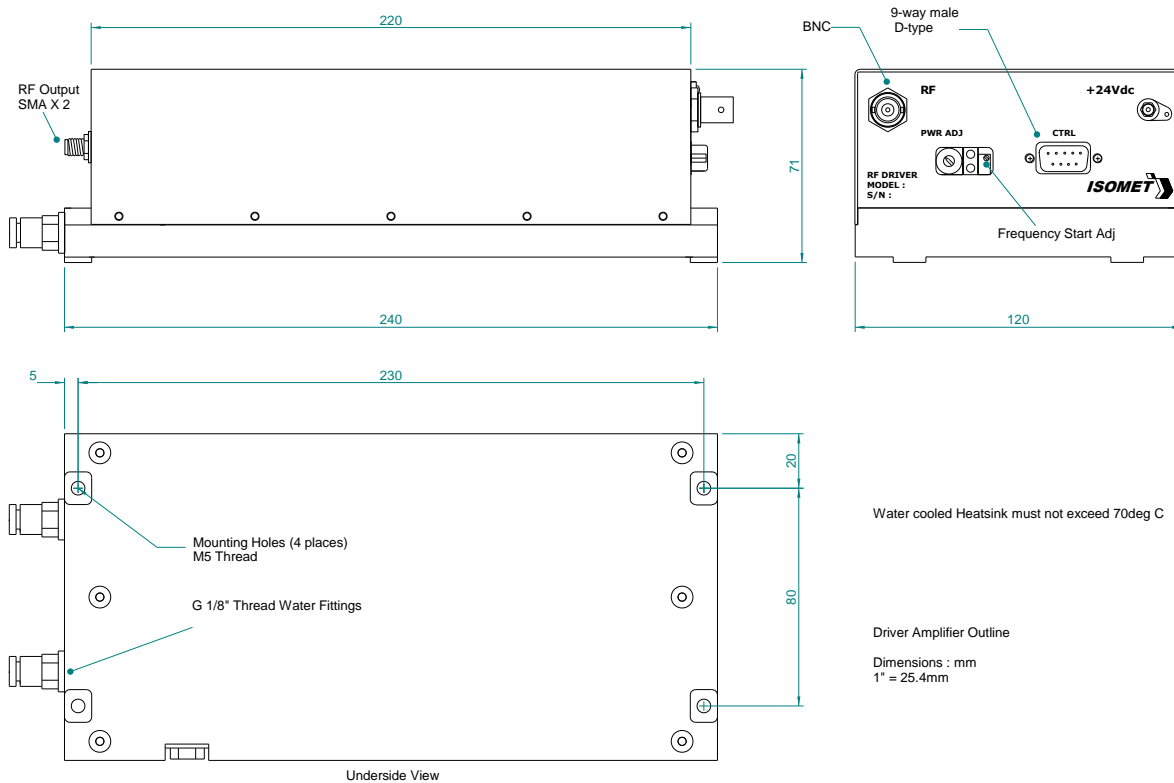 220
RF Output
SMA X 2
71
240
BNC
9-way male
D-type
RF
+24Vdc
PWR ADJ
CTRL
RF DRIVER
MODEL :
S/N :
ISOMET
Frequency Start Adj
120
5
230
20
80
Mounting Holes (4 places)
M5 Thread
G 1/8" Thread Water Fittings
Underside View
Water cooled Heatsink must not exceed 70deg C
Driver Amplifier Outline
Dimensions : mm
1" = 25.4mm